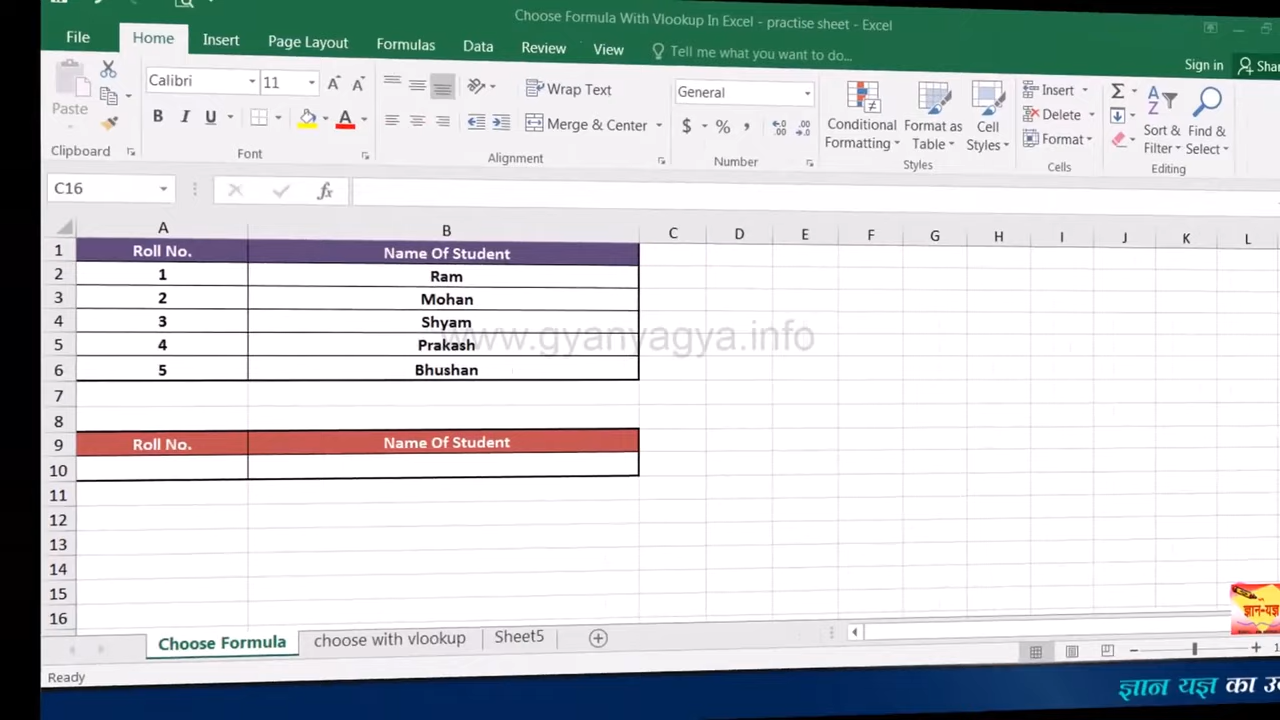 Choose Formula With Vlookup In Excel - practise sheet - Excel
File Home Insert Page Layout Formulas Data Review View Tell me what you want to do... Sign in
Paste
Calibri 11
B I U A
Wrap Text
Merge & Center
General
$ % ,
Conditional Formatting
Format as Table
Cell Styles
Insert
Delete
Format
Sort & Filter
Find & Select
Clipboard Font Alignment Number Styles Cells Editing
C16 fx
A B C D E F G H I J K L
1 Roll No. Name Of Student
2 1 Ram
3 2 Mohan
4 3 Shyam
5 4 Prakash
www.gyanyagya.info
6 5 Bhushan
7
8
9 Roll No. Name Of Student
10
11
12
13
14
15
16
ज्ञान-यज्ञ
Choose Formula choose with vlookup Sheet5
Ready
ज्ञान यज्ञ का